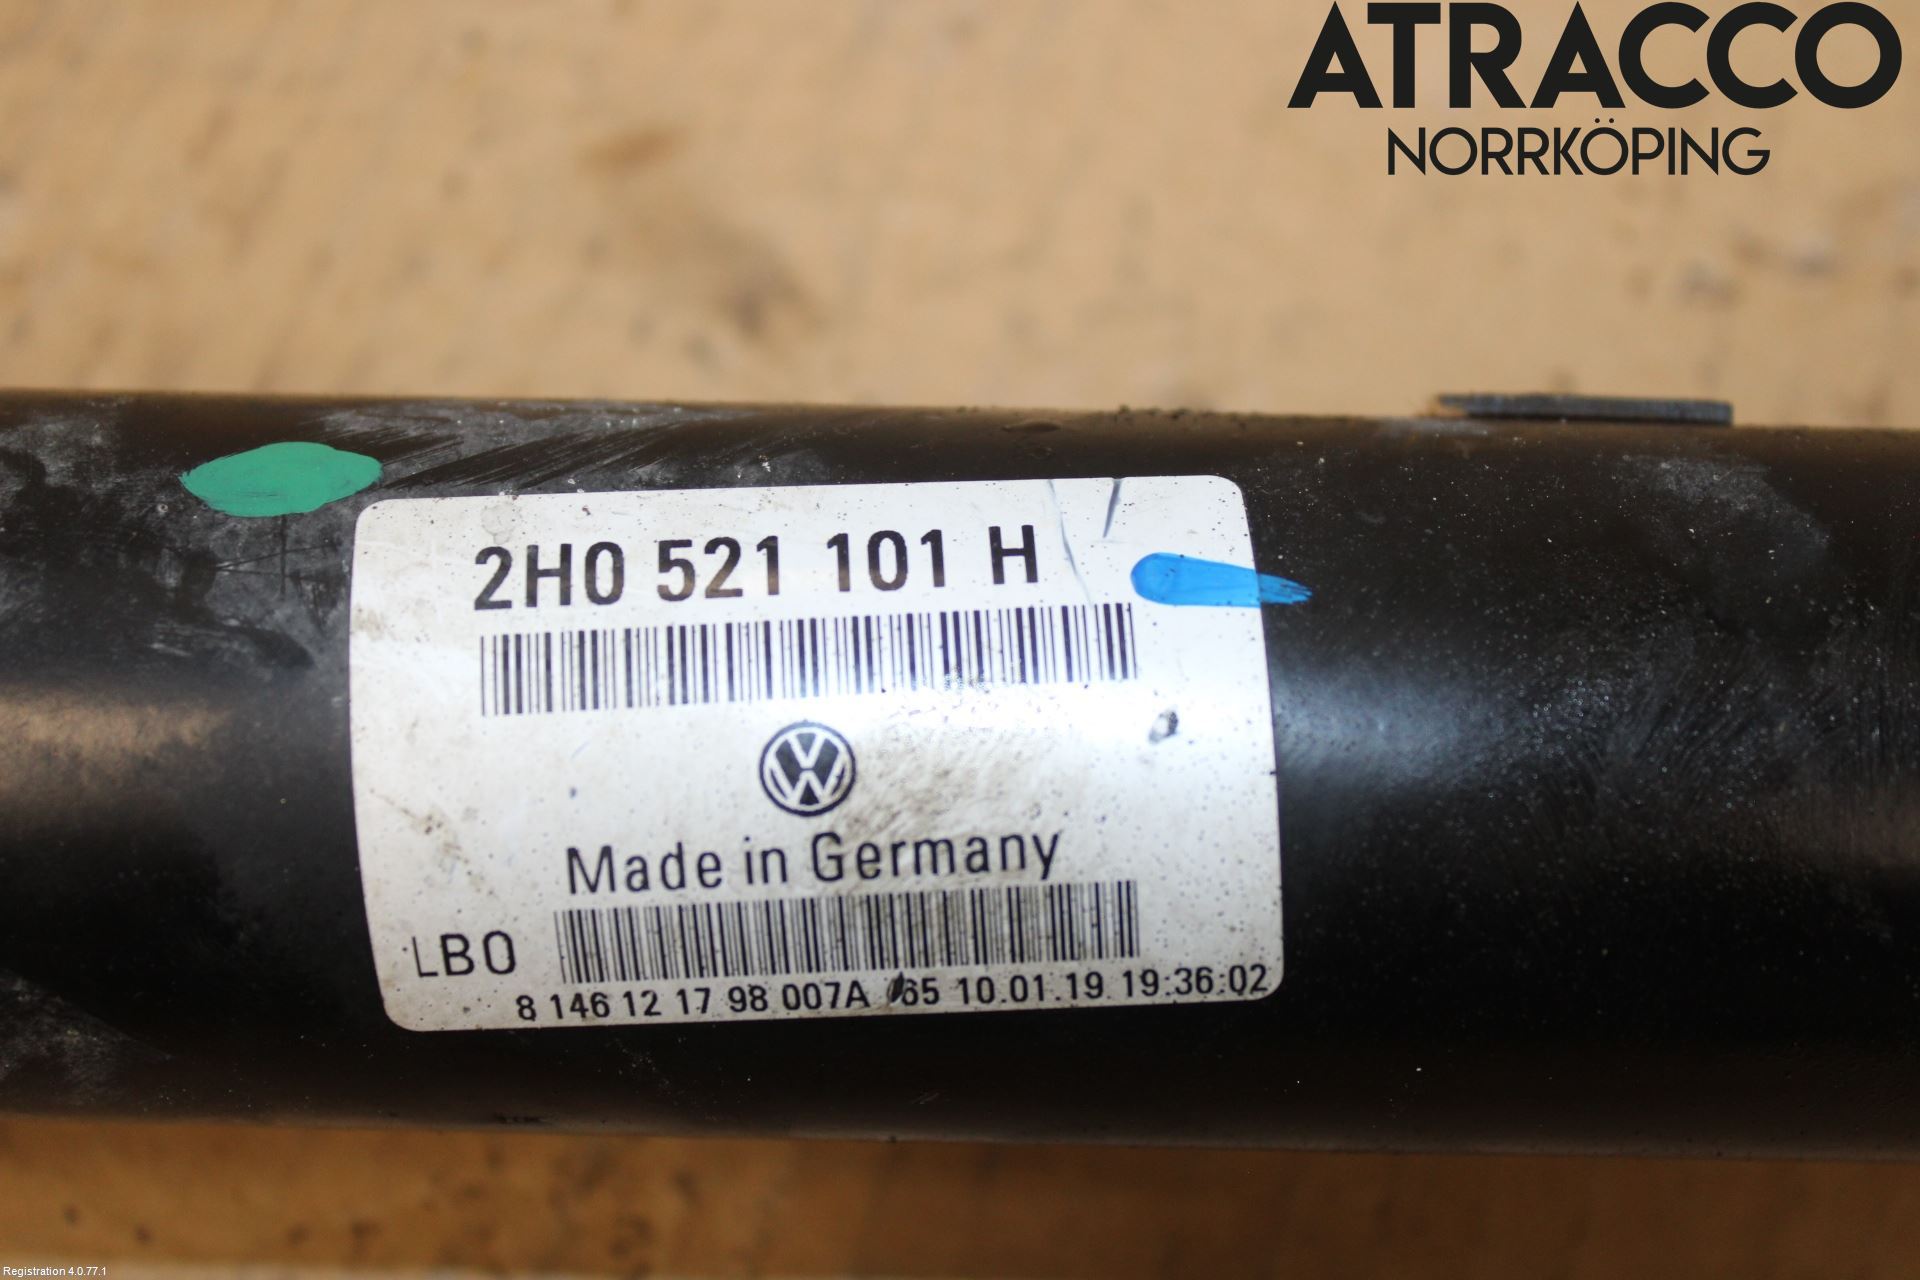 ATRACCO
NORRKÖPING
2H0 521 101 H
Made in Germany
LB0
8 146 12 17 98 007A 65 10.01.19 19:36:02
Registration 4.0.77.1